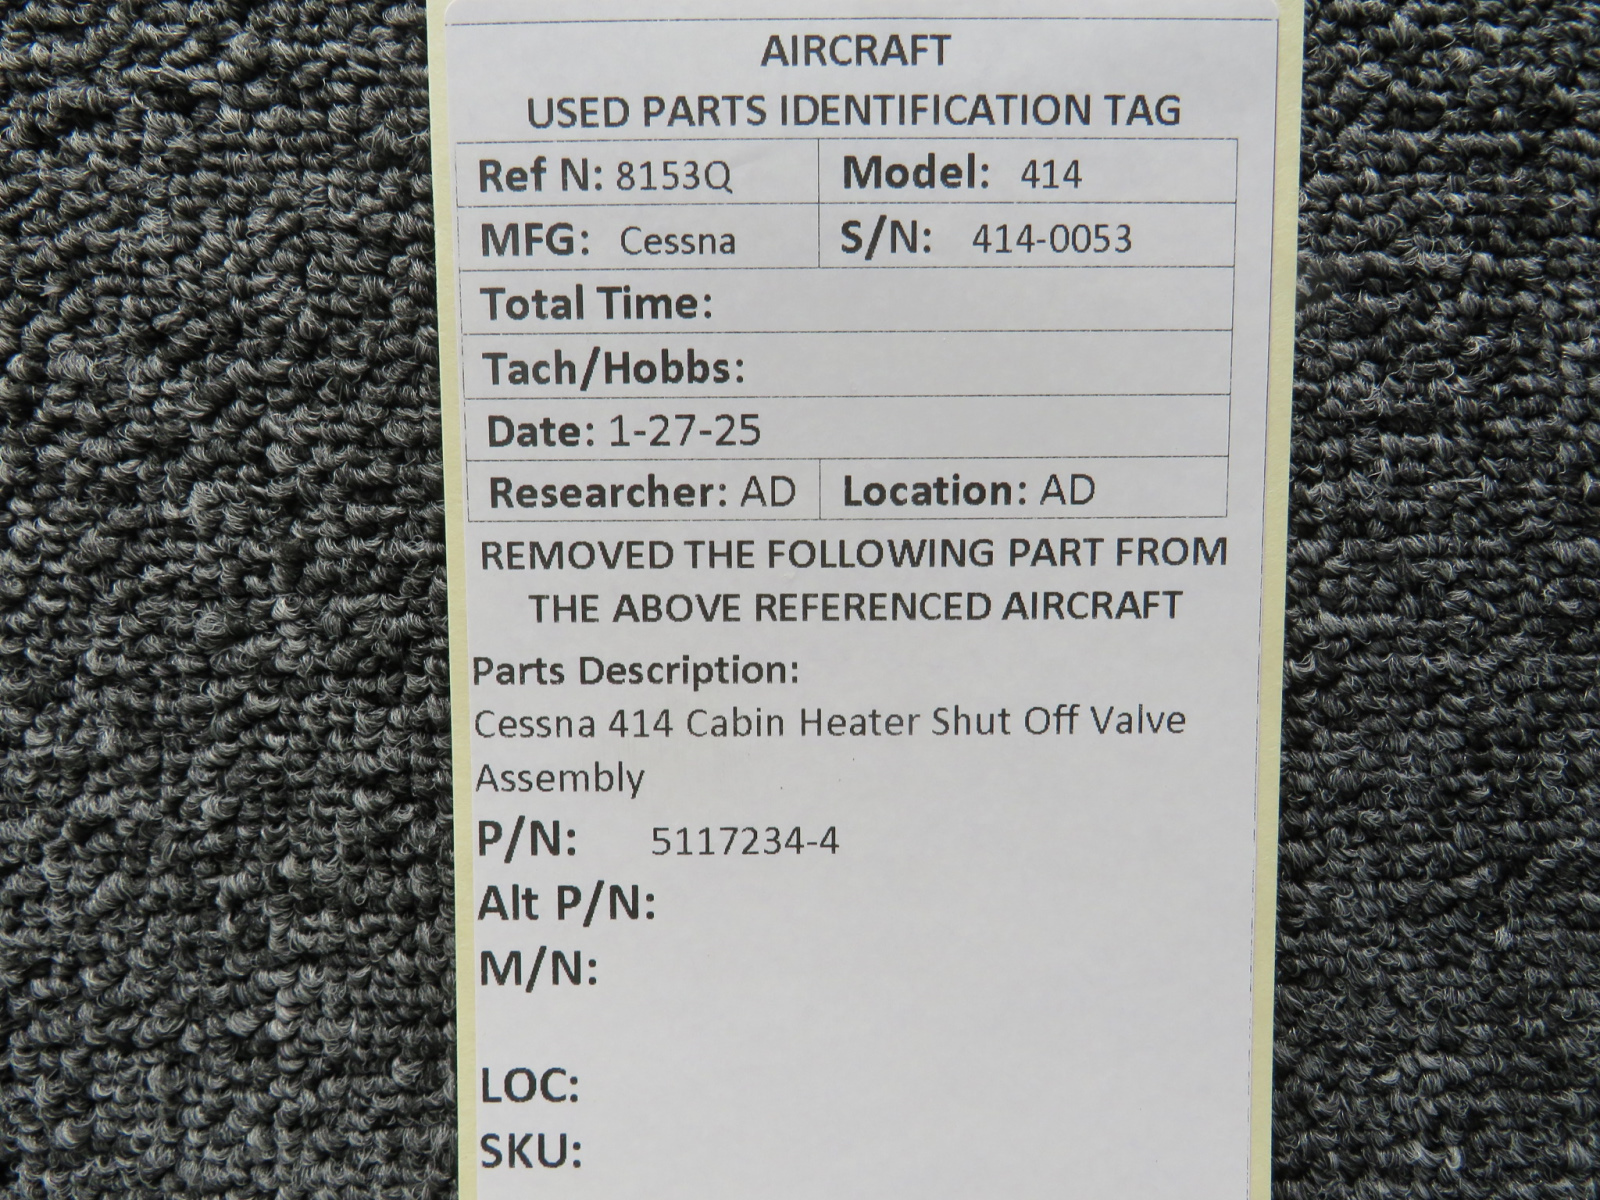 AIRCRAFT
USED PARTS IDENTIFICATION TAG
Ref N: 8153Q Model: 414
MFG: Cessna S/N: 414-0053
Total Time:
Tach/Hobbs:
Date: 1-27-25
Researcher: AD Location: AD
REMOVED THE FOLLOWING PART FROM
THE ABOVE REFERENCED AIRCRAFT
Parts Description:
Cessna 414 Cabin Heater Shut Off Valve
Assembly
P/N: 5117234-4
Alt P/N:
M/N:
LOC:
SKU: